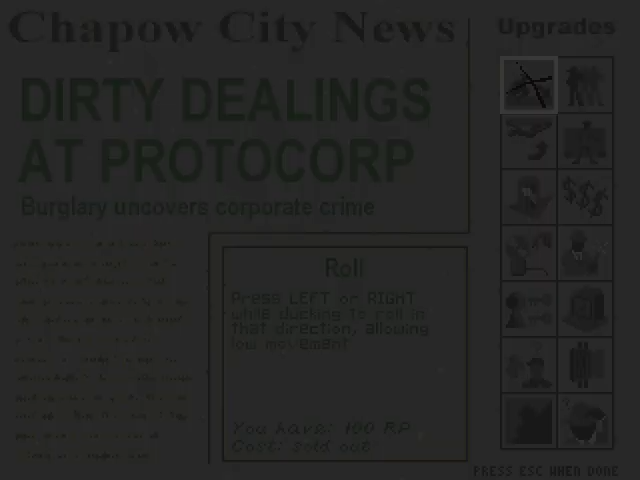 Chapow City News
Upgrades
DIRTY DEALINGS
AT PROTOCORP
Burglary uncovers corporate crime
Roll
Press LEFT or RIGHT
while ducking to roll in
that direction, allowing
low movement
You have: 100 RP
Cost: sold out
$$$
PRESS ESC WHEN DONE